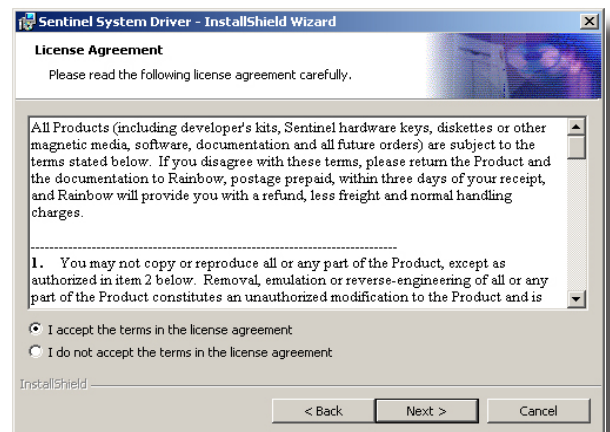 Sentinel System Driver - InstallShield Wizard
License Agreement
Please read the following license agreement carefully.
All Products (including developer's kits, Sentinel hardware keys, diskettes or other
magnetic media, software, documentation and all future orders) are subject to the
terms stated below.  If you disagree with these terms, please return the Product and
the documentation to Rainbow, postage prepaid, within three days of your receipt,
and Rainbow will provide you with a refund, less freight and normal handling
charges.
1.  You may not copy or reproduce all or any part of the Product, except as
authorized in item 2 below.  Removal, emulation or reverse-engineering of all or any
part of the Product constitutes an unauthorized modification to the Product and is
I accept the terms in the license agreement
I do not accept the terms in the license agreement
InstallShield
< Back
Next >
Cancel